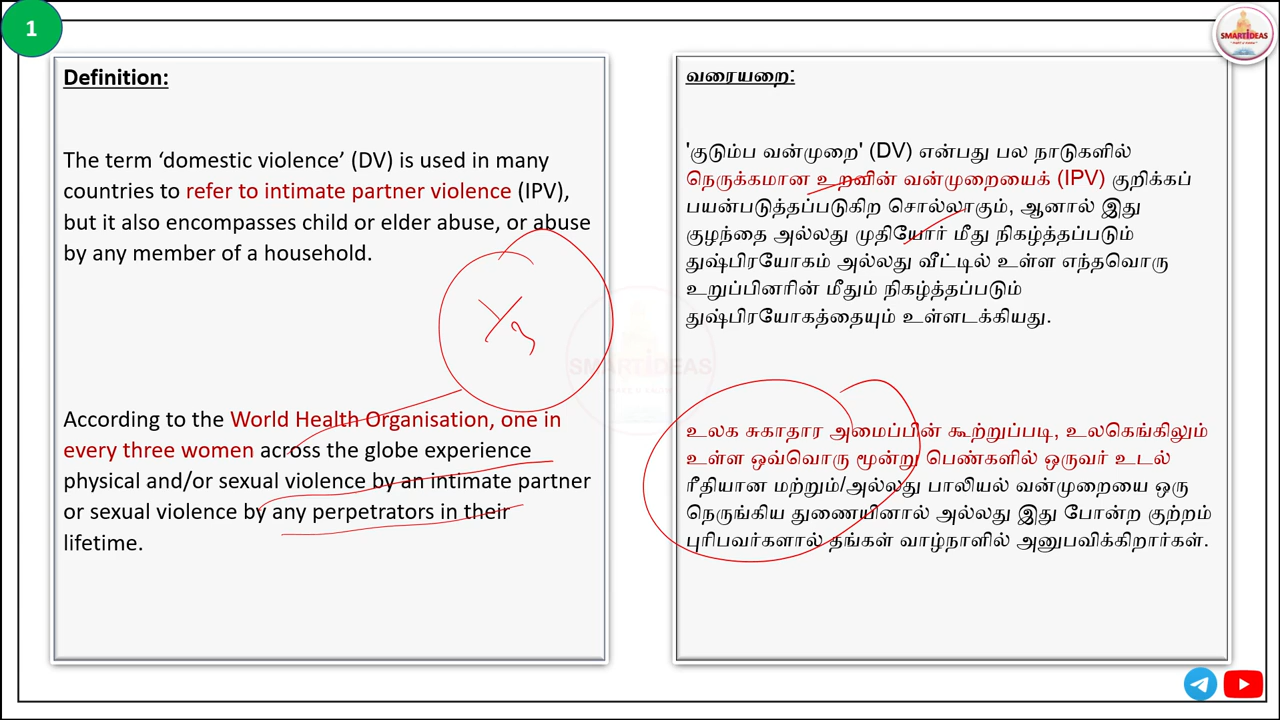 1
SMARTIDEAS
Definition:
The term ‘domestic violence’ (DV) is used in many
countries to refer to intimate partner violence (IPV),
but it also encompasses child or elder abuse, or abuse
by any member of a household.
According to the World Health Organisation, one in
every three women across the globe experience
physical and/or sexual violence by an intimate partner
or sexual violence by any perpetrators in their
lifetime.
வரையறை:
'குடும்ப வன்முறை' (DV) என்பது பல நாடுகளில்
நெருக்கமான உறவின் வன்முறையைக் (IPV) குறிக்கப்
பயன்படுத்தப்படுகிற சொல்லாகும், ஆனால் இது
குழந்தை அல்லது முதியோர் மீது நிகழ்த்தப்படும்
துஷ்பிரயோகம் அல்லது வீட்டில் உள்ள எந்தவொரு
உறுப்பினரின் மீதும் நிகழ்த்தப்படும்
துஷ்பிரயோகத்தையும் உள்ளடக்கியது.
உலக சுகாதார அமைப்பின் கூற்றுப்படி, உலகெங்கிலும்
உள்ள ஒவ்வொரு மூன்று பெண்களில் ஒருவர் உடல்
ரீதியான மற்றும்/அல்லது பாலியல் வன்முறையை ஒரு
நெருங்கிய துணையினால் அல்லது இது போன்ற குற்றம்
புரிபவர்களால் தங்கள் வாழ்நாளில் அனுபவிக்கிறார்கள்.
SMARTIDEAS